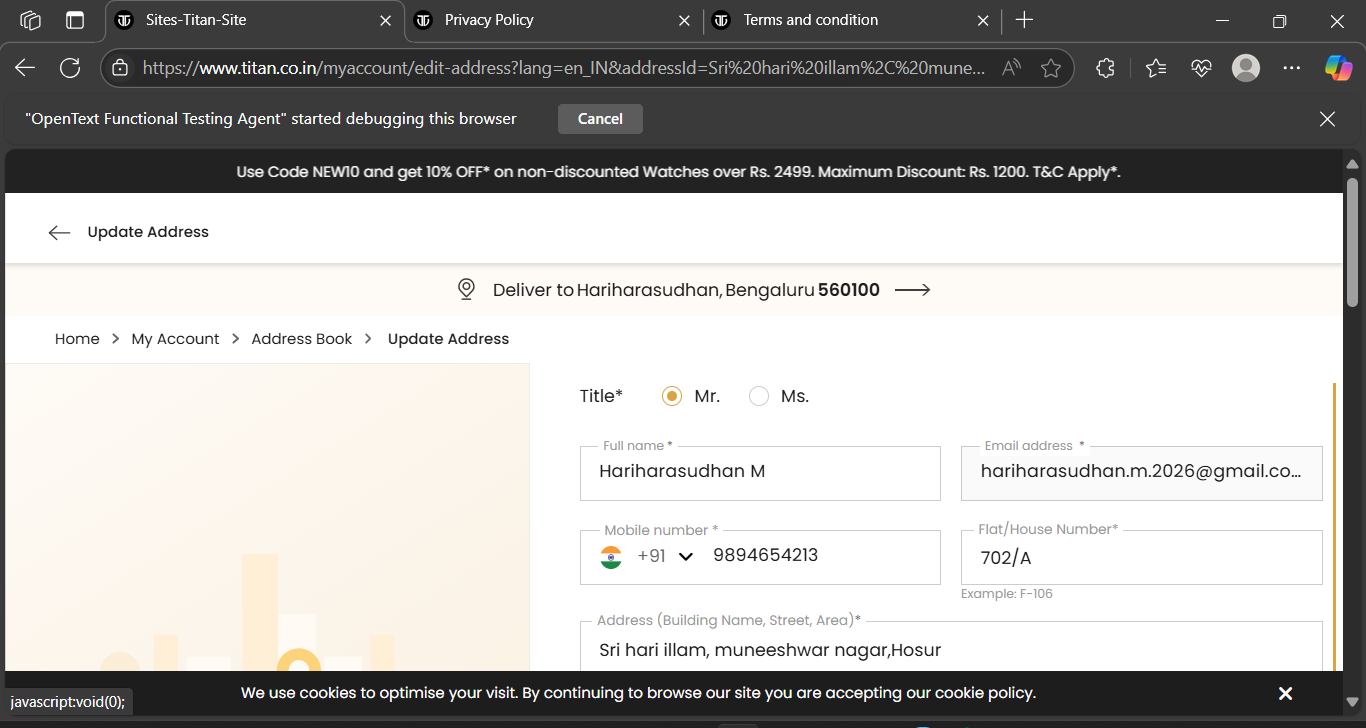 Sites-Titan-Site
Privacy Policy
Terms and condition
https://www.titan.co.in/myaccount/edit-address?lang=en_IN&addressId=Sri%20hari%20illam%2C%20mune...
"OpenText Functional Testing Agent" started debugging this browser
Cancel
Use Code NEW10 and get 10% OFF* on non-discounted Watches over Rs. 2499. Maximum Discount: Rs. 1200. T&C Apply*.
Update Address
Deliver to Hariharasudhan, Bengaluru 560100
Home > My Account > Address Book > Update Address
Title* Mr. Ms.
Full name *
Hariharasudhan M
Email address *
hariharasudhan.m.2026@gmail.co...
Mobile number *
+91 9894654213
Flat/House Number*
702/A
Example: F-106
Address (Building Name, Street, Area)*
Sri hari illam, muneeshwar nagar,Hosur
We use cookies to optimise your visit. By continuing to browse our site you are accepting our cookie policy.
javascript:void(0);